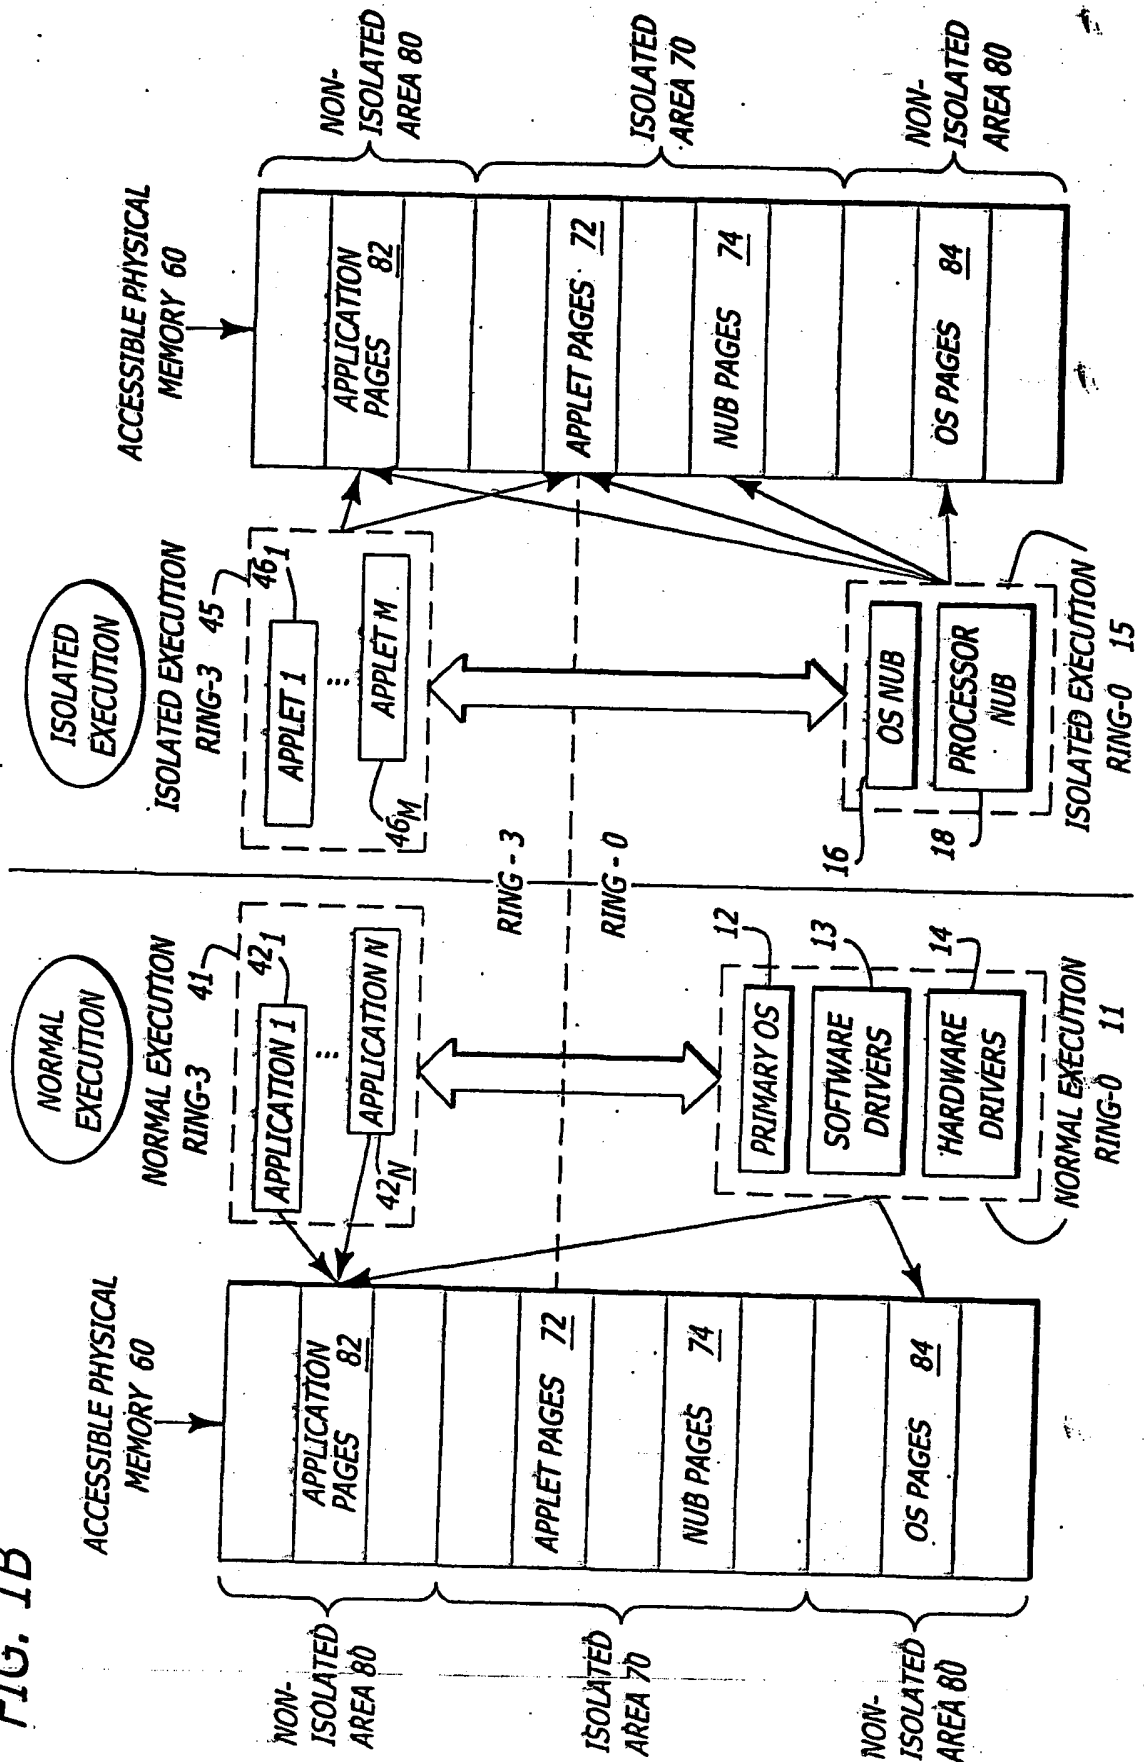 FIG. 1B
NORMAL
EXECUTION
ISOLATED
EXECUTION
ACCESSIBLE PHYSICAL
MEMORY 60
NORMAL EXECUTION
RING-3 41
ISOLATED EXECUTION
RING-3 45
ACCESSIBLE PHYSICAL
MEMORY 60
NON-
ISOLATED
AREA 80
APPLICATION
PAGES 82
APPLICATION 1
42₁
...
APPLICATION N
42N
APPLET 1
46₁
...
APPLET M
46M
APPLICATION
PAGES 82
NON-
ISOLATED
AREA 80
ISOLATED
AREA 70
APPLET PAGES 72
NUB PAGES 74
RING - 3
RING - 0
APPLET PAGES 72
NUB PAGES 74
ISOLATED
AREA 70
NON-
ISOLATED
AREA 80
OS PAGES 84
PRIMARY OS
12
SOFTWARE
DRIVERS
13
HARDWARE
DRIVERS
14
NORMAL EXECUTION
RING-0 11
16
OS NUB
18
PROCESSOR
NUB
ISOLATED EXECUTION
RING-0 15
OS PAGES 84
NON-
ISOLATED
AREA 80